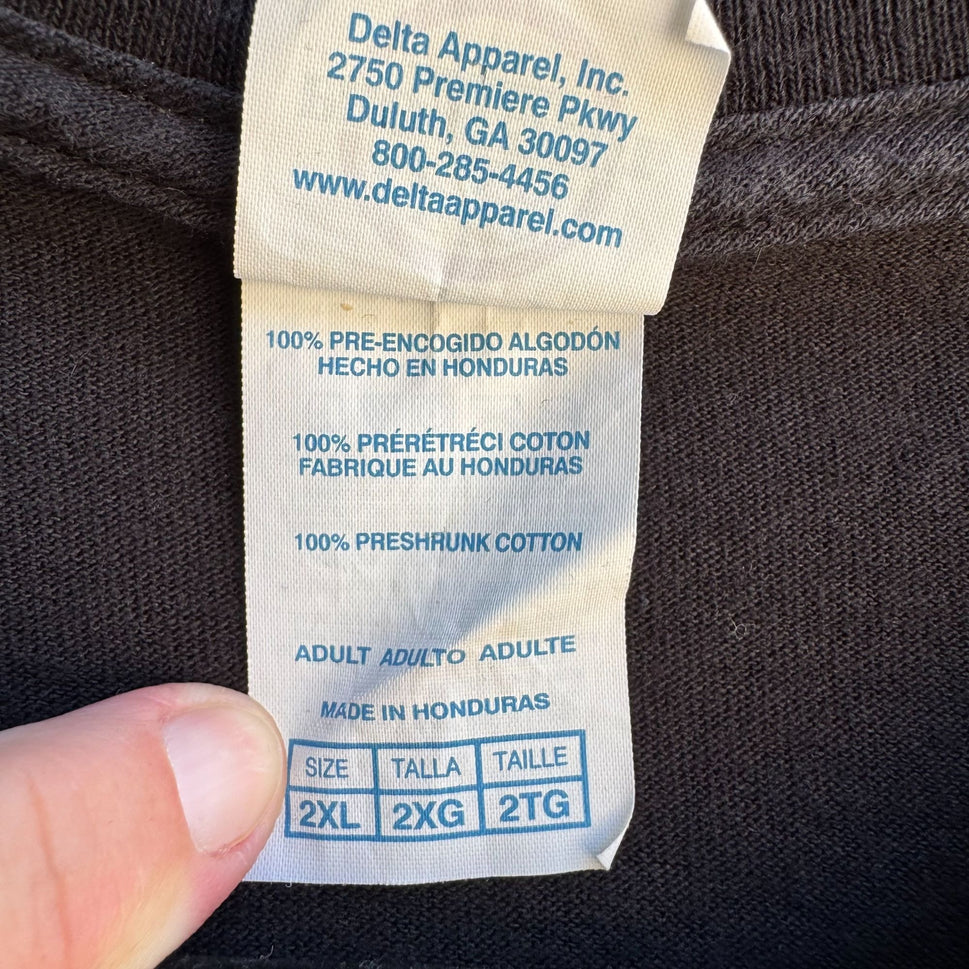 Delta Apparel, Inc.
2750 Premiere Pkwy
Duluth, GA 30097
800-285-4456
www.deltaapparel.com
100% PRE-ENCOGIDO ALGODÓN
HECHO EN HONDURAS
100% PRÉRÉTRÉCI COTON
FABRIQUE AU HONDURAS
100% PRESHRUNK COTTON
ADULT ADULTO ADULTE
MADE IN HONDURAS
SIZE TALLA TAILLE
2XL 2XG 2TG